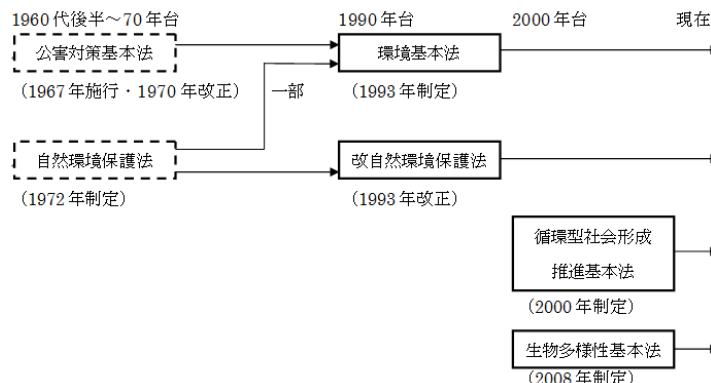 1960代後半～70年台
1990年台
2000年台
現在
公害対策基本法
環境基本法
（1967年施行・1970年改正）
一部
（1993年制定）
自然環境保護法
改自然環境保護法
（1972年制定）
（1993年改正）
循環型社会形成
推進基本法
（2000年制定）
生物多様性基本法
（2008年制定）